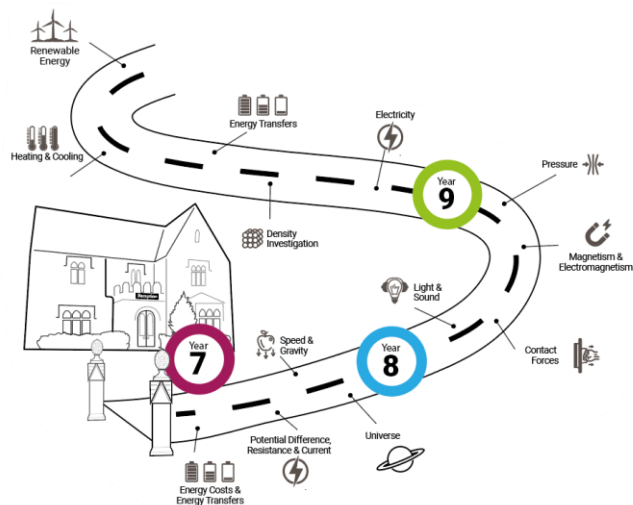 Renewable
Energy
Energy Transfers
Electricity
Heating & Cooling
Year
9
Pressure
Density
Investigation
Magnetism &
Electromagnetism
Light &
Sound
Reception
Year
7
Speed &
Gravity
Year
8
Contact
Forces
Universe
Potential Difference,
Resistance & Current
Energy Costs &
Energy Transfers